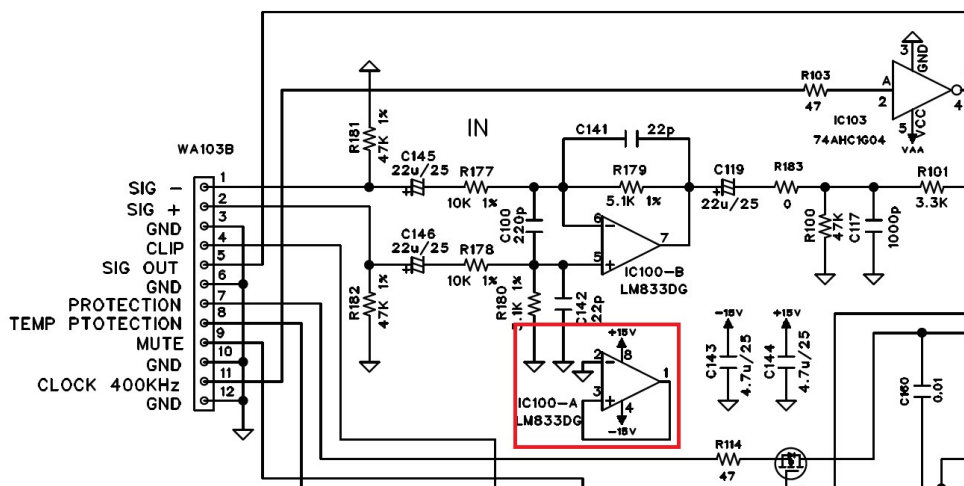 WA103B
SIG -
SIG +
GND
CLIP
SIG OUT
GND
PROTECTION
TEMP PTOTECTION
MUTE
GND
CLOCK 400KHz
GND
1
2
3
4
5
6
7
8
9
10
11
12
R181
47K 1%
R182
47K 1%
IN
C145
22u/25
+
R177
10K 1%
C146
22u/25
+
R178
10K 1%
C100
220p
C141
22p
R179
5.1K 1%
6
-
5
+
7
IC100-B
LM833DG
R180
5.1K 1%
C142
22p
+15V
2
-
8
1
3
+
4
IC100-A
LM833DG
-15V
C119
22u/25
+
R183
0
R100
47K
C117
1000p
R101
3.3K
R103
47
A
2
3
GND
5
VCC
VAA
4
IC103
74AHC1G04
-15V
C143
4.7u/25
+15V
C144
4.7u/25
C160
0.01
R114
47